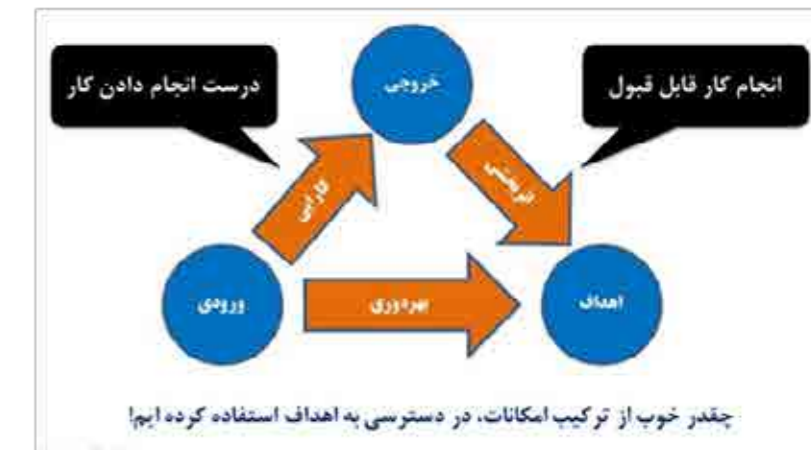 انجام کار قابل قبول
خروجی
درست انجام دادن کار
اثربخشی
کارایی
اهداف
بهره‌وری
ورودی
چقدر خوب از ترکیب امکانات، در دسترسی به اهداف استفاده کرده ایم!